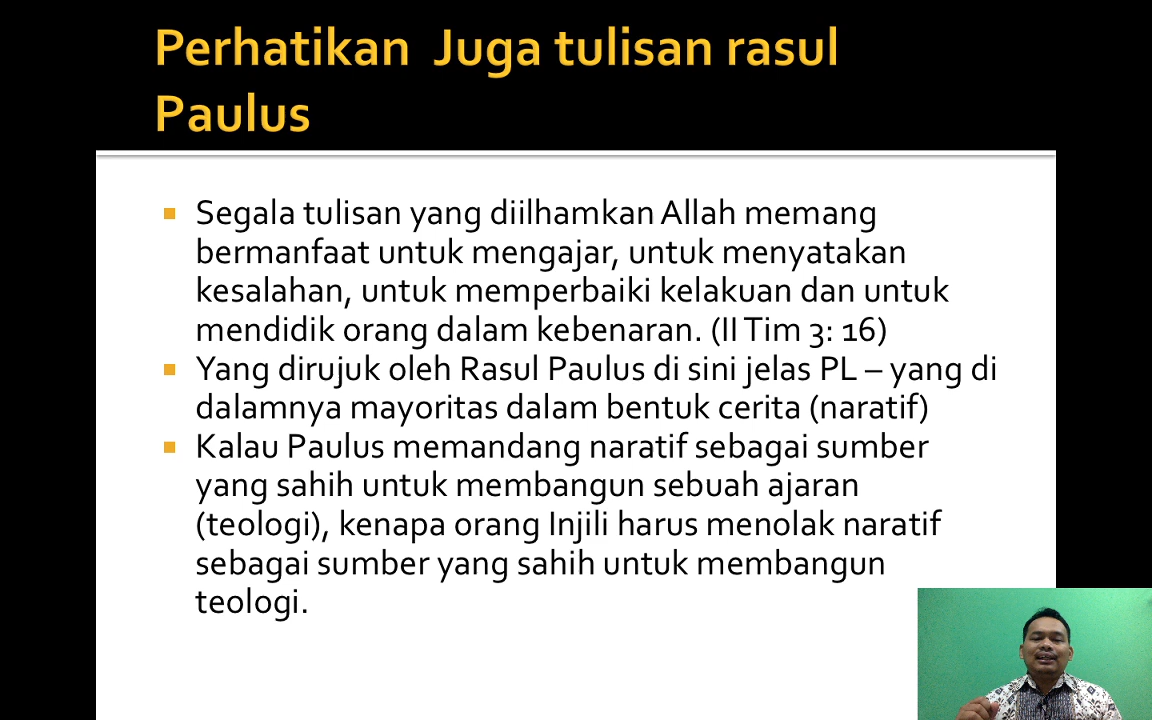 Perhatikan Juga tulisan rasul
Paulus
Segala tulisan yang diilhamkan Allah memang
bermanfaat untuk mengajar, untuk menyatakan
kesalahan, untuk memperbaiki kelakuan dan untuk
mendidik orang dalam kebenaran. (II Tim 3: 16)
Yang dirujuk oleh Rasul Paulus di sini jelas PL – yang di
dalamnya mayoritas dalam bentuk cerita (naratif)
Kalau Paulus memandang naratif sebagai sumber
yang sahih untuk membangun sebuah ajaran
(teologi), kenapa orang Injili harus menolak naratif
sebagai sumber yang sahih untuk membangun
teologi.